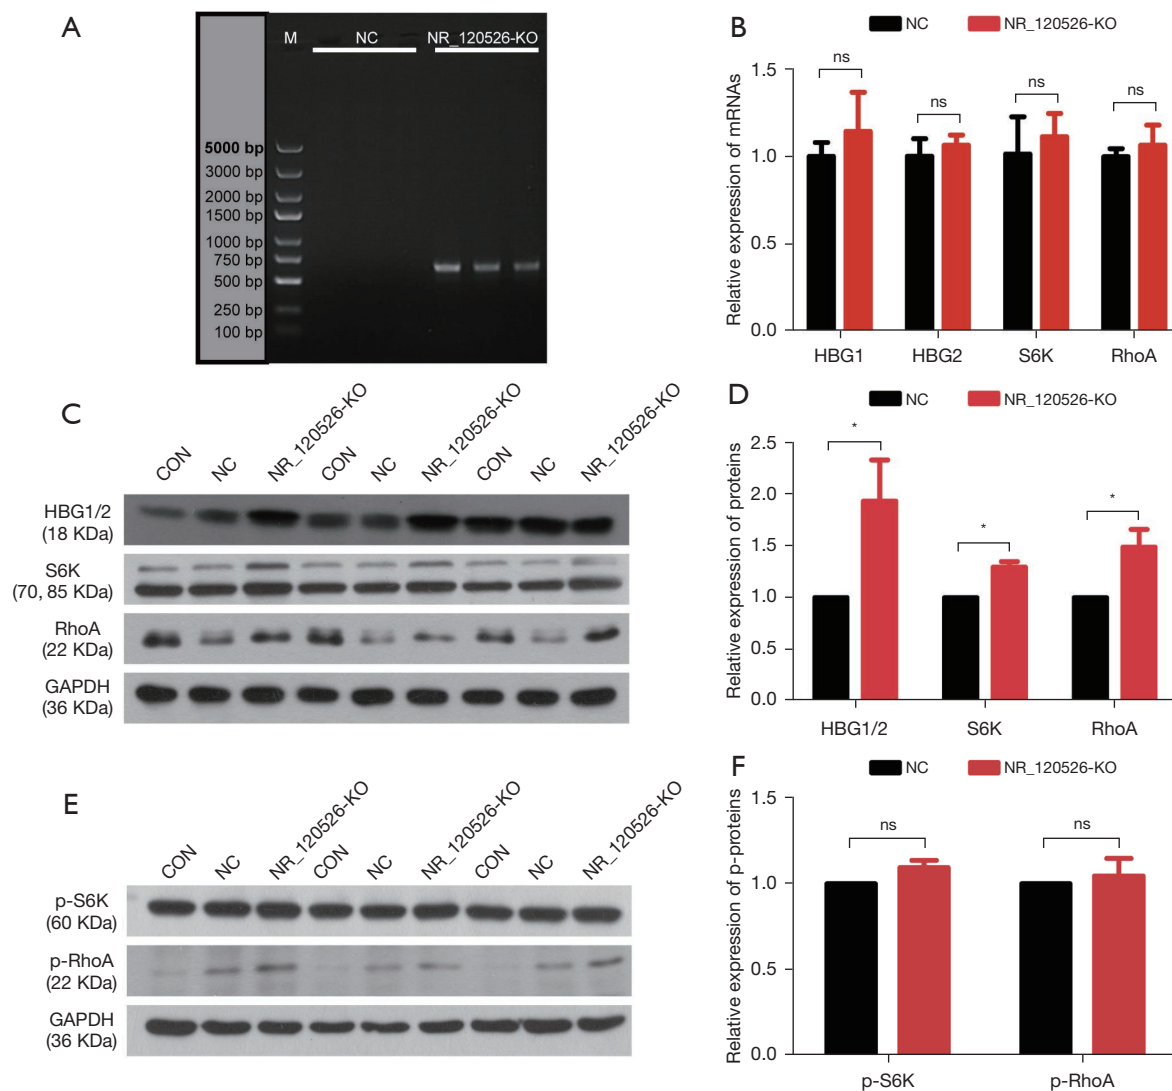 A
M
NC
NR_120526-KO
5000 bp
3000 bp
2000 bp
1500 bp
1000 bp
750 bp
500 bp
250 bp
100 bp
B
NC
NR_120526-KO
Relative expression of mRNAs
1.5
1.0
0.5
0.0
ns
ns
ns
ns
HBG1
HBG2
S6K
RhoA
C
CON
NC
NR_120526-KO
CON
NC
NR_120526-KO
CON
NC
NR_120526-KO
HBG1/2
(18 KDa)
S6K
(70, 85 KDa)
RhoA
(22 KDa)
GAPDH
(36 KDa)
D
NC
NR_120526-KO
Relative expression of proteins
2.5
2.0
1.5
1.0
0.5
0.0
*
*
*
HBG1/2
S6K
RhoA
E
CON
NC
NR_120526-KO
CON
NC
NR_120526-KO
CON
NC
NR_120526-KO
p-S6K
(60 KDa)
p-RhoA
(22 KDa)
GAPDH
(36 KDa)
F
NC
NR_120526-KO
Relative expression of p-proteins
1.5
1.0
0.5
0.0
ns
ns
p-S6K
p-RhoA